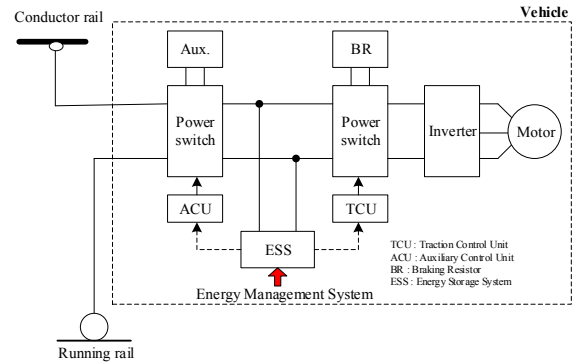 Vehicle
Conductor rail
Aux.
BR
Power
switch
Power
switch
Inverter
Motor
ACU
TCU
ESS
TCU : Traction Control Unit
ACU : Auxiliary Control Unit
BR : Braking Resistor
ESS : Energy Storage System
Energy Management System
Running rail